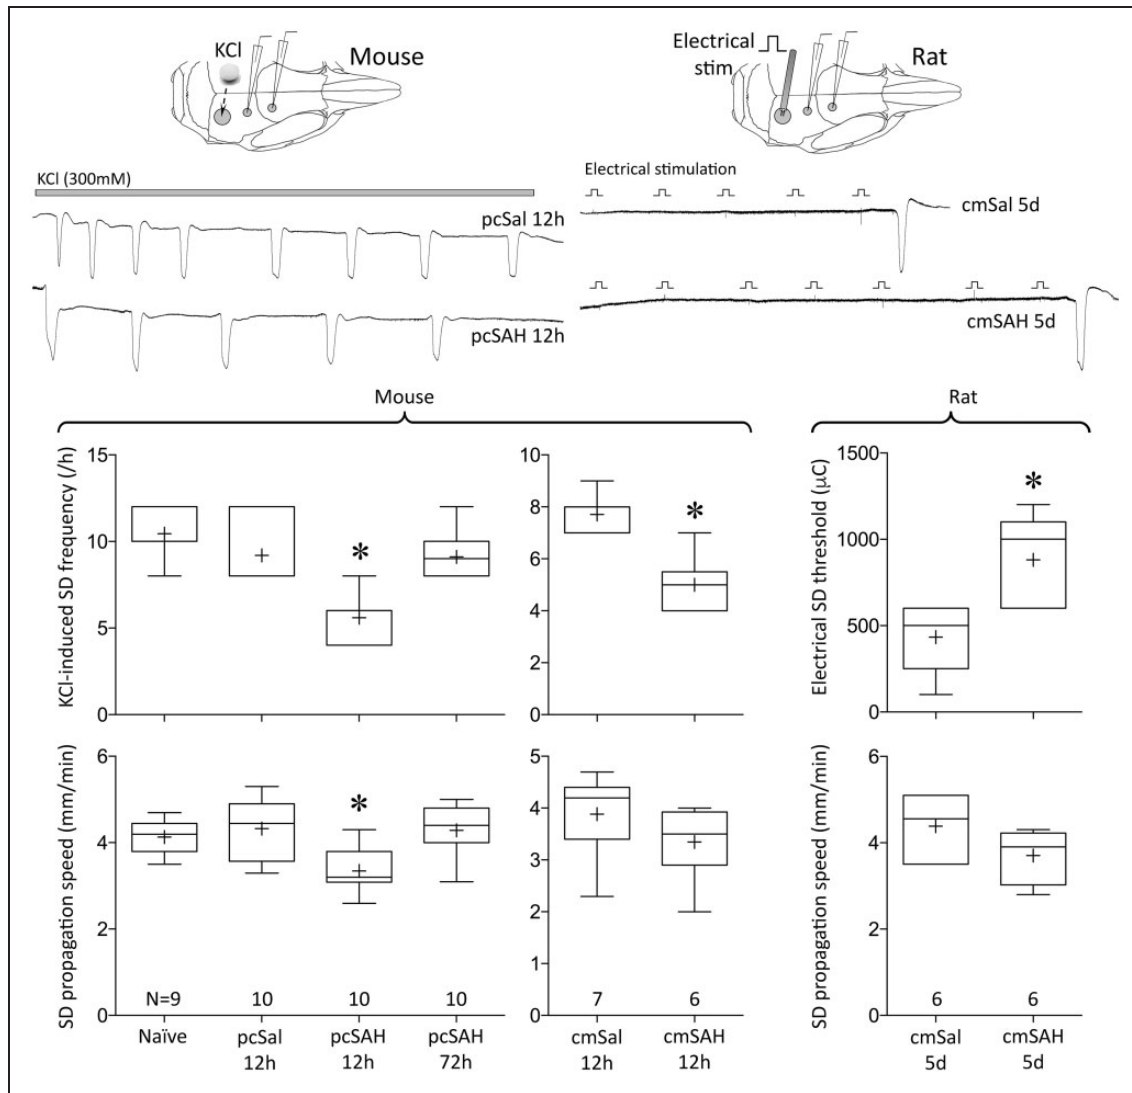 KCl
Mouse
Electrical
stim
Rat
KCl (300mM)
pcSal 12h
pcSAH 12h
Electrical stimulation
cmSal 5d
cmSAH 5d
Mouse
Rat
KCl-induced SD frequency (/h)
15
10
5
0
*
10
8
6
4
2
0
*
Electrical SD threshold (μC)
1500
1000
500
0
*
SD propagation speed (mm/min)
6
4
2
0
*
N=9
10
10
10
Naïve
pcSal
12h
pcSAH
12h
pcSAH
72h
5
4
3
2
1
0
7
6
cmSal
12h
cmSAH
12h
SD propagation speed (mm/min)
6
4
2
0
6
6
cmSal
5d
cmSAH
5d